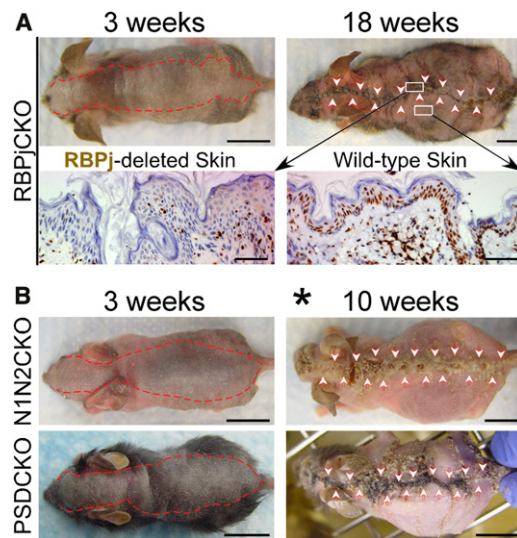 A
3 weeks
18 weeks
RBPjCKO
RBPj-deleted Skin
Wild-type Skin
B
3 weeks
* 10 weeks
N1N2CKO
PSDCKO